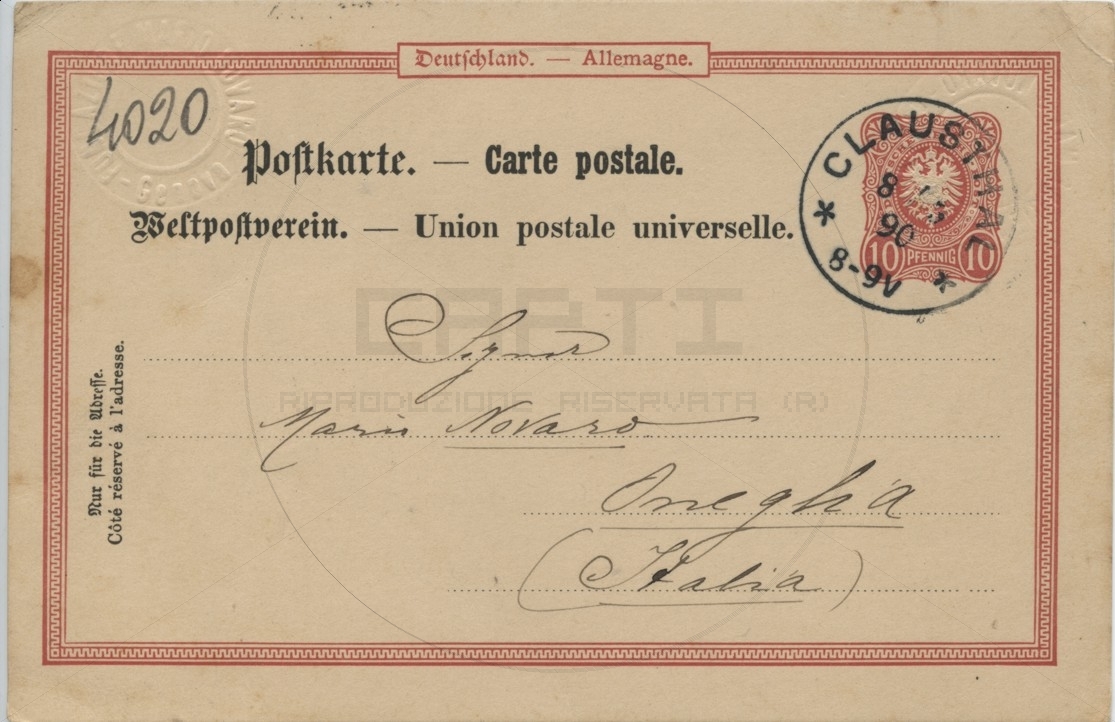 Deutschland. — Allemagne.
4020
Postkarte. — Carte postale.
Weltpostverein. — Union postale universelle.
CLAUSTHAL
8
90
8-9V
10 PFENNIG 10
Nur für die Adresse.
Côté réservé à l'adresse.
CARTI
RIPRODUZIONE RISERVATA (R)
Signor
Mario Novaro
Oneglia
(Italia)